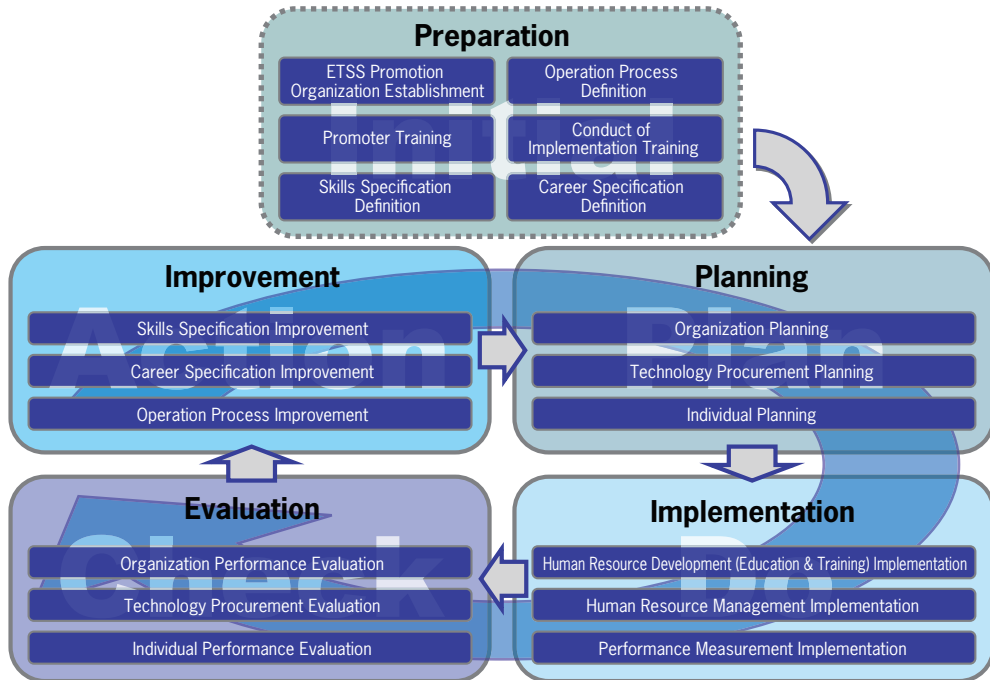 Preparation
Initial
ETSS Promotion
Organization Establishment
Operation Process
Definition
Promoter Training
Conduct of
Implementation Training
Skills Specification
Definition
Career Specification
Definition
Improvement
Action
Skills Specification Improvement
Career Specification Improvement
Operation Process Improvement
Planning
Plan
Organization Planning
Technology Procurement Planning
Individual Planning
Evaluation
Check
Organization Performance Evaluation
Technology Procurement Evaluation
Individual Performance Evaluation
Implementation
Do
Human Resource Development (Education & Training) Implementation
Human Resource Management Implementation
Performance Measurement Implementation